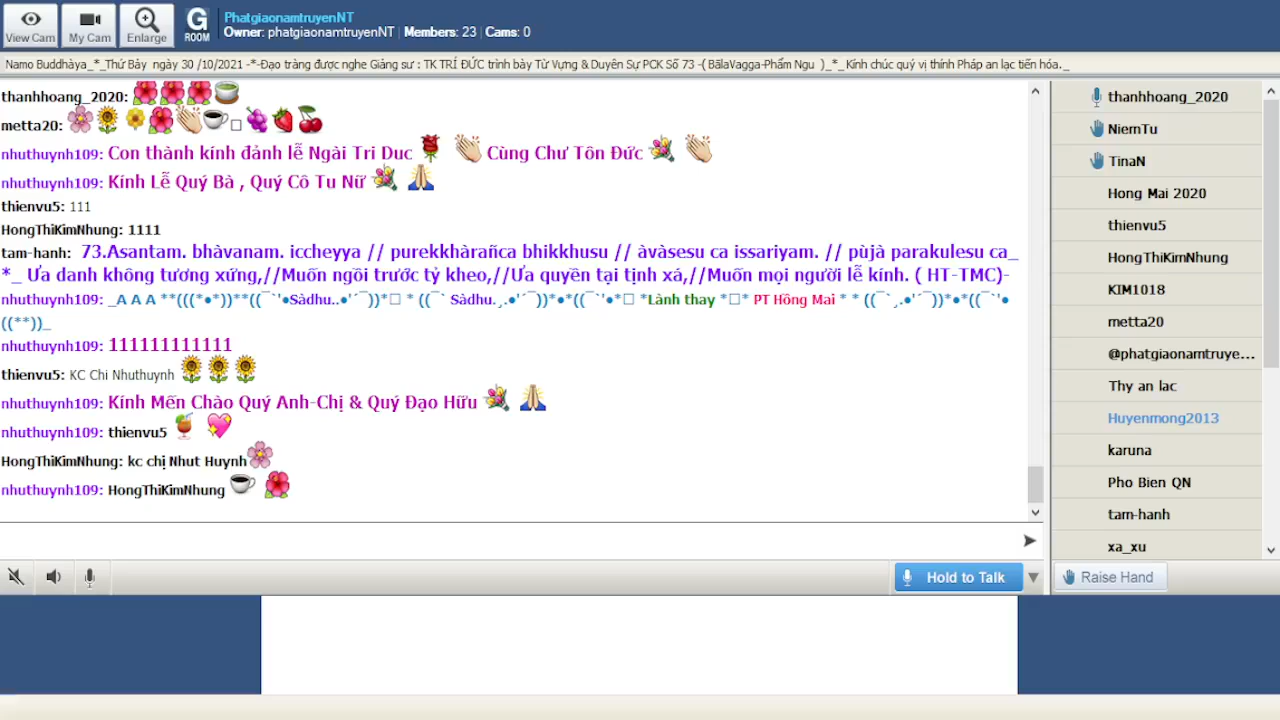 View Cam
My Cam
Enlarge
G
ROOM
PhatgiaonamtruyenNT
Owner: phatgiaonamtruyenNT | Members: 23 | Cams: 0
Namo Buddhàya_*_Thứ Bảy ngày 30 /10/2021 -*-Đạo tràng được nghe Giảng sư : TK TRÍ ĐỨC trình bày Từ Vựng & Duyên Sự PCK Số 73 -( BãlaVagga-Phẩm Ngu )_*_ Kính chúc quý vị thính Pháp an lạc tiến hóa._
thanhhoang_2020: 🌺🌺🌺🍵
metta20: 🌸🌻🌼🌺👏☕□🍇🍓🍒
nhuthuynh109: Con thành kính đảnh lễ Ngài Tri Duc 🌹 👏 Cùng Chư Tôn Đức 💐 👏
nhuthuynh109: Kính Lễ Quý Bà , Quý Cô Tu Nữ 💐 🙏
thienvu5: 111
HongThiKimNhung: 1111
tam-hanh: 73.Asantam. bhàvanam. iccheyya // purekkhàrañca bhikkhusu // àvàsesu ca issariyam. // pùjà parakulesu ca_
*_ Ưa danh không tương xứng,//Muốn ngồi trước tỷ kheo,//Ưa quyền tại tịnh xá,//Muốn mọi người lễ kính. ( HT-TMC)-
nhuthuynh109: _A A A **(((*●*))**((¯`'●Sàdhu..●'´¯))*□ * ((¯` Sàdhu.¸.●'´¯))*●*((¯`'●*□ *Lành thay *□* PT Hồng Mai * * ((¯`¸.●'´¯))*●*((¯`'●
((**))_
nhuthuynh109: 111111111111
thienvu5: KC Chi Nhuthuynh 🌻🌻🌻
nhuthuynh109: Kính Mến Chào Quý Anh-Chị & Quý Đạo Hữu 💐 🙏
nhuthuynh109: thienvu5 🍹 💖
HongThiKimNhung: kc chị Nhut Huynh🌸
nhuthuynh109: HongThiKimNhung ☕ 🌺
Hold to Talk
thanhhoang_2020
NiemTu
TinaN
Hong Mai 2020
thienvu5
HongThiKimNhung
KIM1018
metta20
@phatgiaonamtruye...
Thy an lac
Huyenmong2013
karuna
Pho Bien QN
tam-hanh
xa_xu
Raise Hand